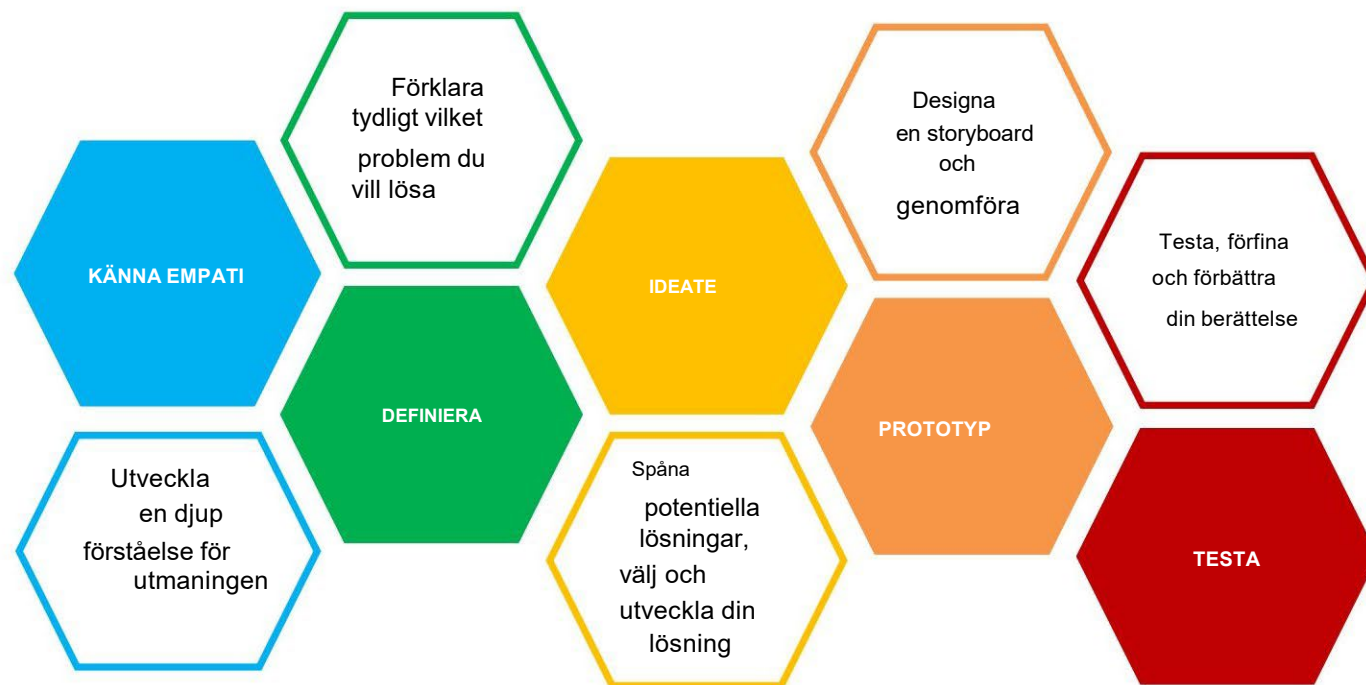 KÄNNA EMPATI
Utveckla
en djup
förståelse för
utmaningen
Förklara
tydligt vilket
problem du
vill lösa
DEFINIERA
IDEATE
Spåna
potentiella
lösningar,
välj och
utveckla din
lösning
Designa
en storyboard
och
genomföra
PROTOTYP
Testa, förfina
och förbättra
din berättelse
TESTA